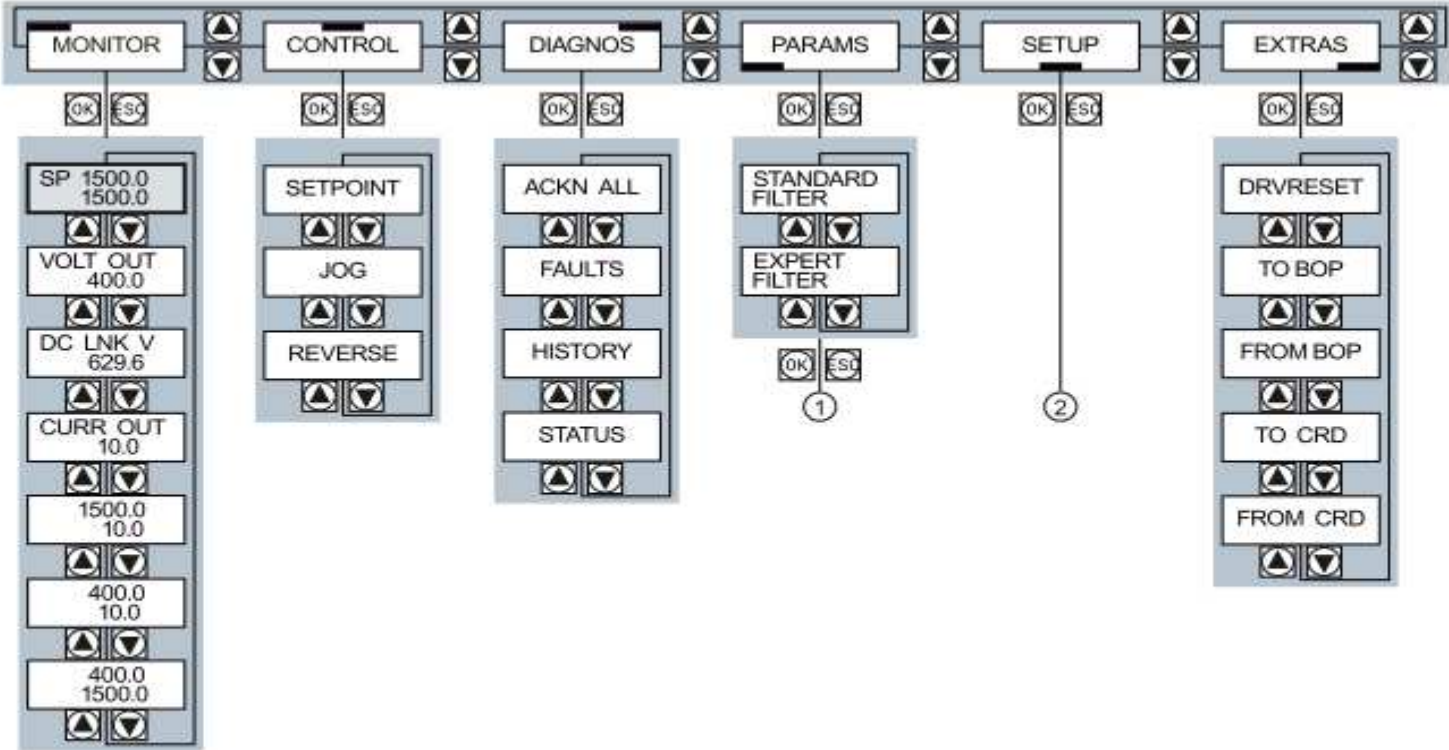 MONITOR
CONTROL
DIAGNOS
PARAMS
SETUP
EXTRAS
OK ESC
OK ESC
OK ESC
OK ESC
OK ESC
OK ESC
SP 1500.0
1500.0
VOLT OUT
400.0
DC LNK V
629.6
CURR OUT
10.0
1500.0
10.0
400.0
10.0
400.0
1500.0
SETPOINT
JOG
REVERSE
ACKN ALL
FAULTS
HISTORY
STATUS
STANDARD
FILTER
EXPERT
FILTER
OK ESC
1
2
DRVRESET
TO BOP
FROM BOP
TO CRD
FROM CRD